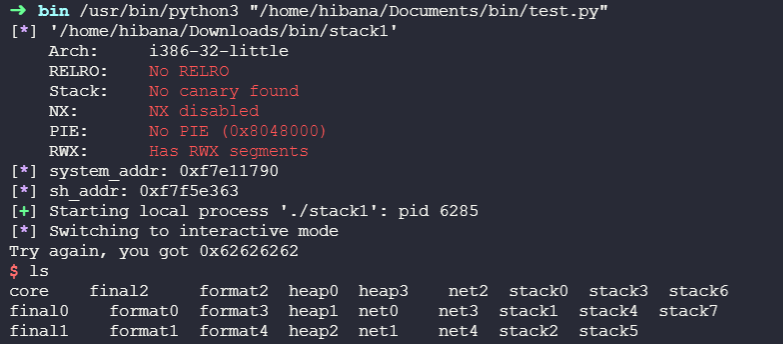 ➜ bin /usr/bin/python3 "/home/hibana/Documents/bin/test.py"
[*] '/home/hibana/Downloads/bin/stack1'
    Arch:     i386-32-little
    RELRO:    No RELRO
    Stack:    No canary found
    NX:       NX disabled
    PIE:      No PIE (0x8048000)
    RWX:      Has RWX segments
[*] system_addr: 0xf7e11790
[*] sh_addr: 0xf7f5e363
[+] Starting local process './stack1': pid 6285
[*] Switching to interactive mode
Try again, you got 0x62626262
$ ls
core    final2     format2  heap0  heap3    net2  stack0  stack3  stack6
final0    format0  format3  heap1  net0    net3  stack1  stack4  stack7
final1    format1  format4  heap2  net1    net4  stack2  stack5